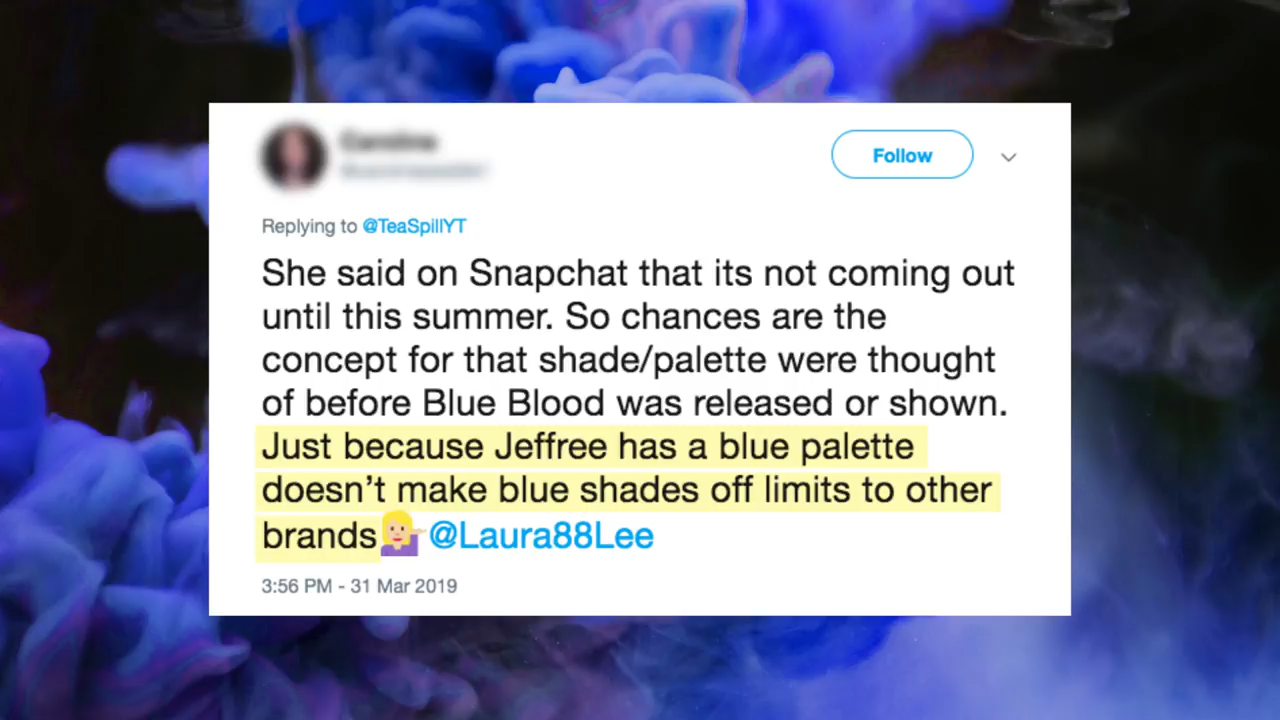 Follow
Replying to @TeaSpillYT
She said on Snapchat that its not coming out
until this summer. So chances are the
concept for that shade/palette were thought
of before Blue Blood was released or shown.
Just because Jeffree has a blue palette
doesn't make blue shades off limits to other
brands💁🏼 @Laura88Lee
3:56 PM - 31 Mar 2019